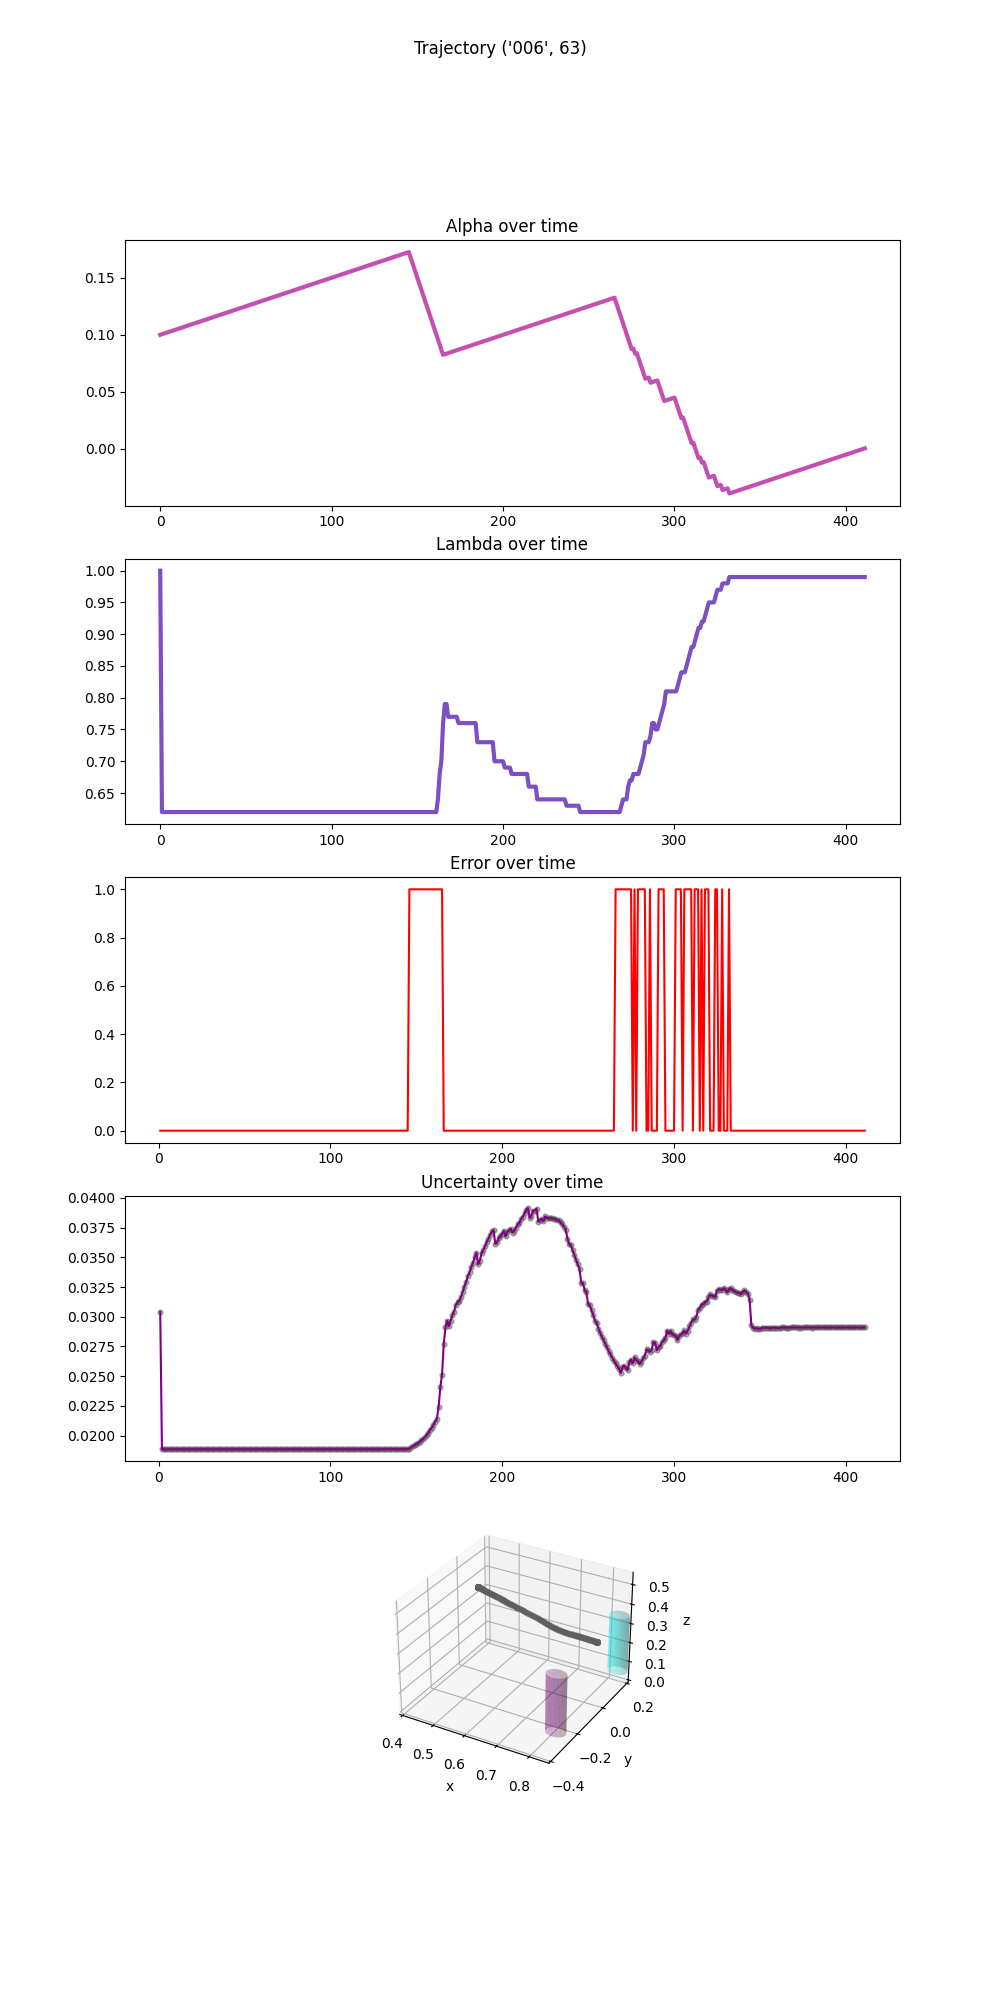 Trajectory ('006', 63)
Alpha over time
0.15
0.10
0.05
0.00
0 100 200 300 400
Lambda over time
1.00
0.95
0.90
0.85
0.80
0.75
0.70
0.65
0 100 200 300 400
Error over time
1.0
0.8
0.6
0.4
0.2
0.0
0 100 200 300 400
Uncertainty over time
0.0400
0.0375
0.0350
0.0325
0.0300
0.0275
0.0250
0.0225
0.0200
0 100 200 300 400
0.5
0.4
0.3
0.2
0.1
0.0
z
0.2
0.0
−0.2
−0.4
y
0.4 0.5 0.6 0.7 0.8
x